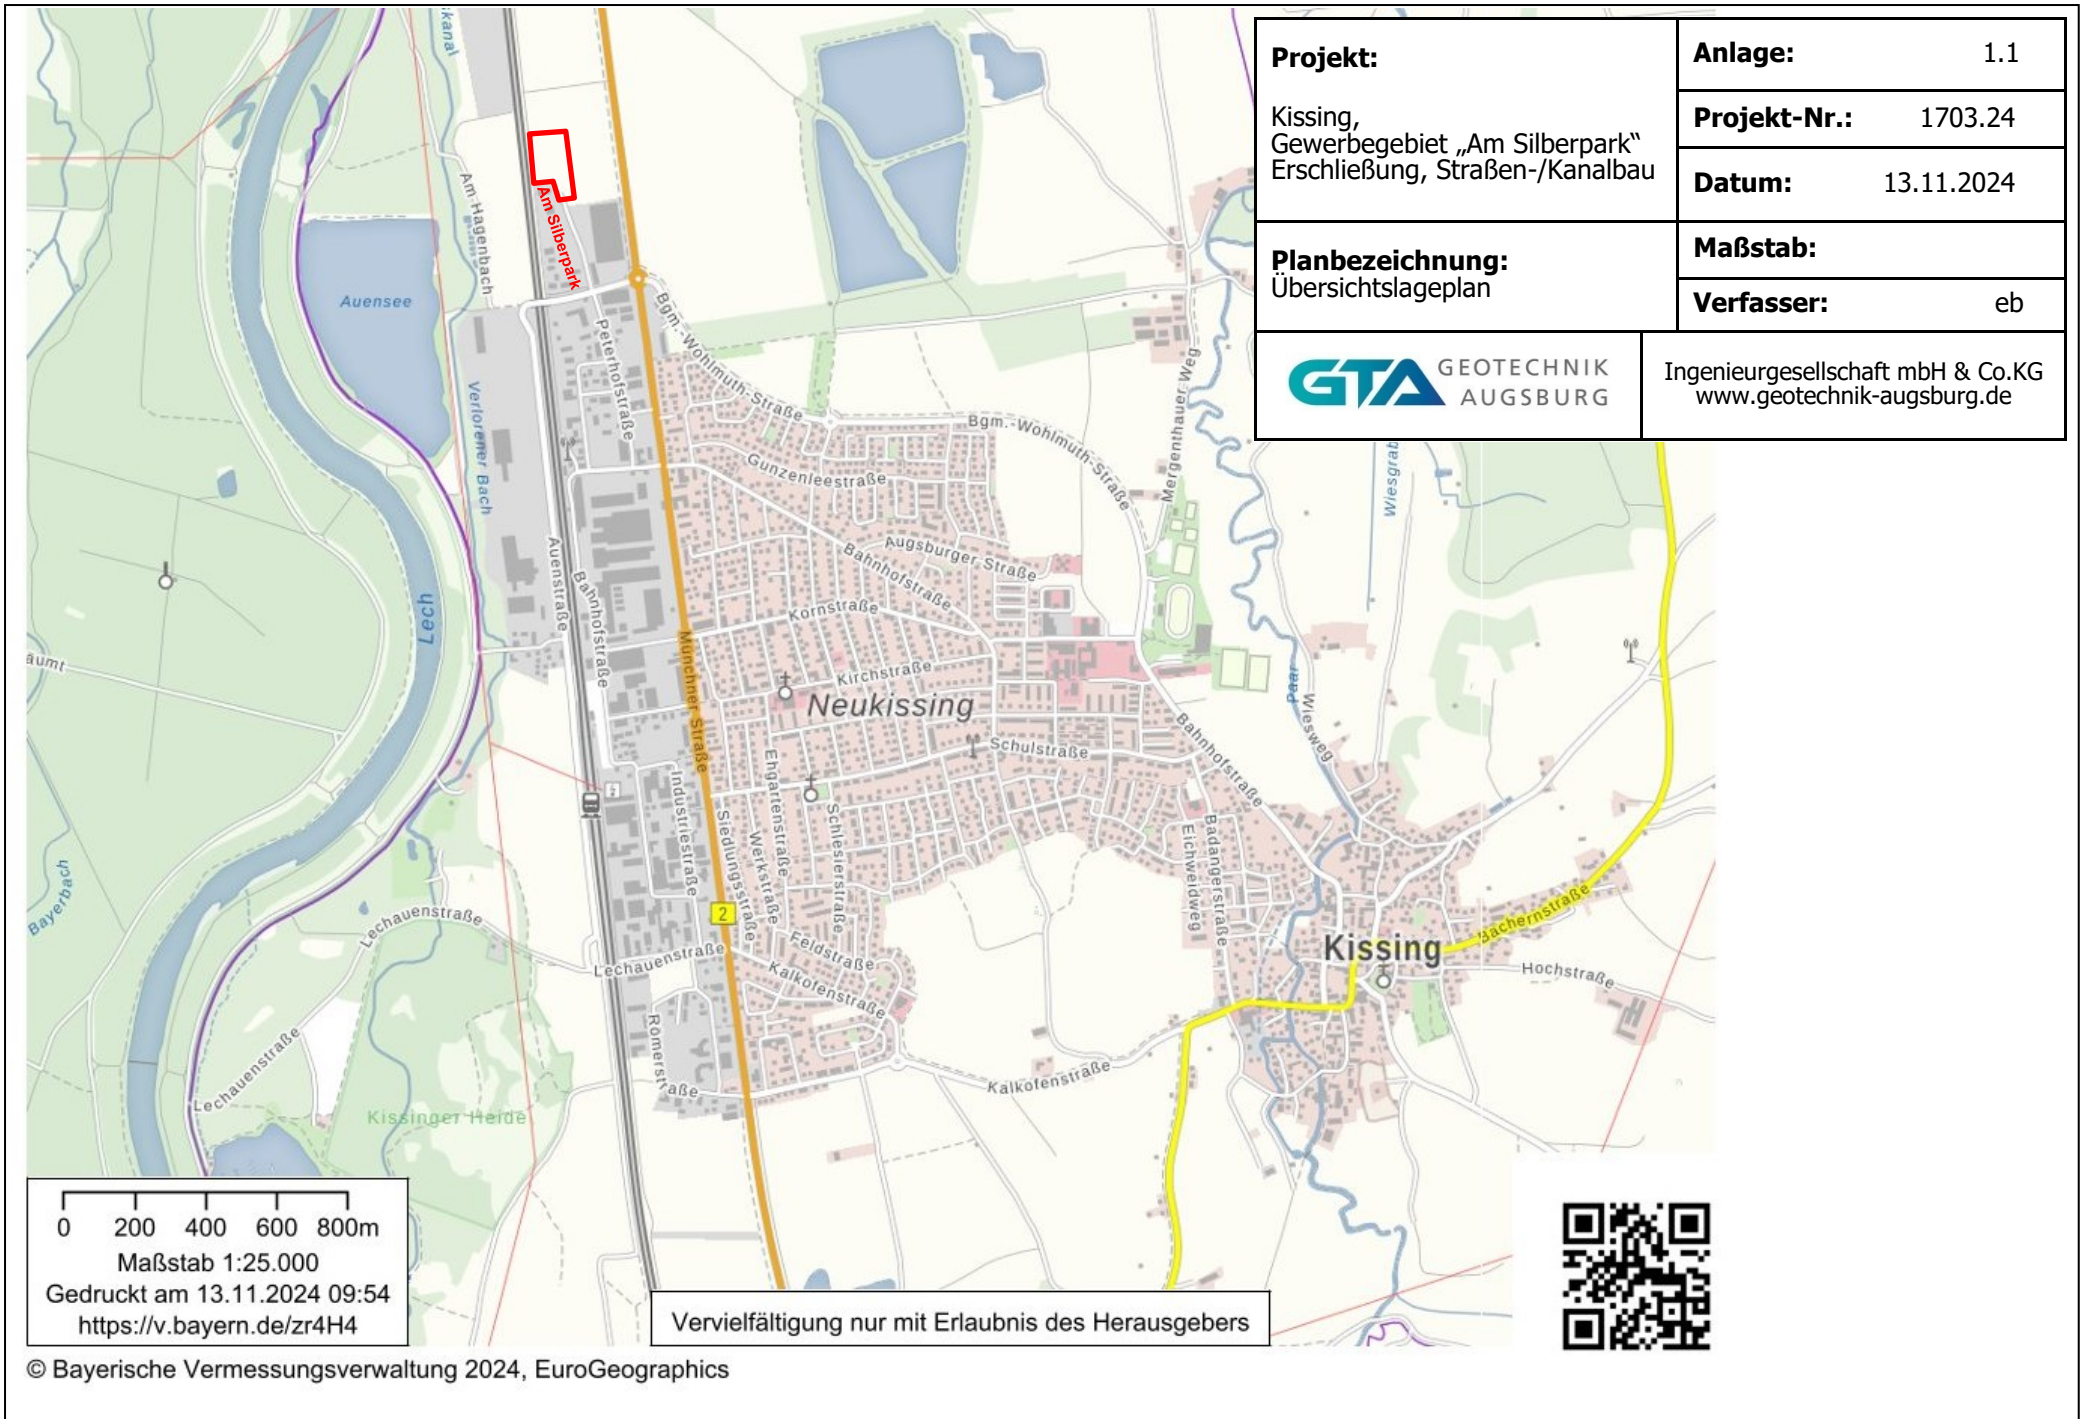 Projekt:
Kissing,
Gewerbegebiet „Am Silberpark“
Erschließung, Straßen-/Kanalbau
Anlage: 1.1
Projekt-Nr.: 1703.24
Datum: 13.11.2024
Planbezeichnung:
Übersichtslageplan
Maßstab:
Verfasser: eb
GTA GEOTECHNIK
AUGSBURG
Ingenieurgesellschaft mbH & Co.KG
www.geotechnik-augsburg.de
kanal
Am Hagenbach
Am Silberpark
Auensee
Peterhofstraße
Bgm.-Wohlmuth-Straße
Mergenthauer Weg
Verlorener Bach
Bgm.-Wohlmuth-Straße
Gunzenleestraße
Wiesgrab
Auenstraße
Bahnhofstraße
Augsburger Straße
Bahnhofstraße
Lech
Kornstraße
Münchner Straße
äumt
Kirchstraße
Neukissing
Paar
Wiesweg
Schulstraße
Bahnhofstraße
Industriestraße
Ehgartenstraße
Siedlungsstraße
Werkstraße
Schlesierstraße
Eichweidweg
Badangerstraße
Bayerbach
2
Lechauenstraße
Lechauenstraße
Feldstraße
Kalkofenstraße
Kissing
Bachernstraße
Hochstraße
Römerstraße
Lechauenstraße
Kalkofenstraße
Kissinger Heide
0 200 400 600 800m
Maßstab 1:25.000
Gedruckt am 13.11.2024 09:54
https://v.bayern.de/zr4H4
Vervielfältigung nur mit Erlaubnis des Herausgebers
© Bayerische Vermessungsverwaltung 2024, EuroGeographics